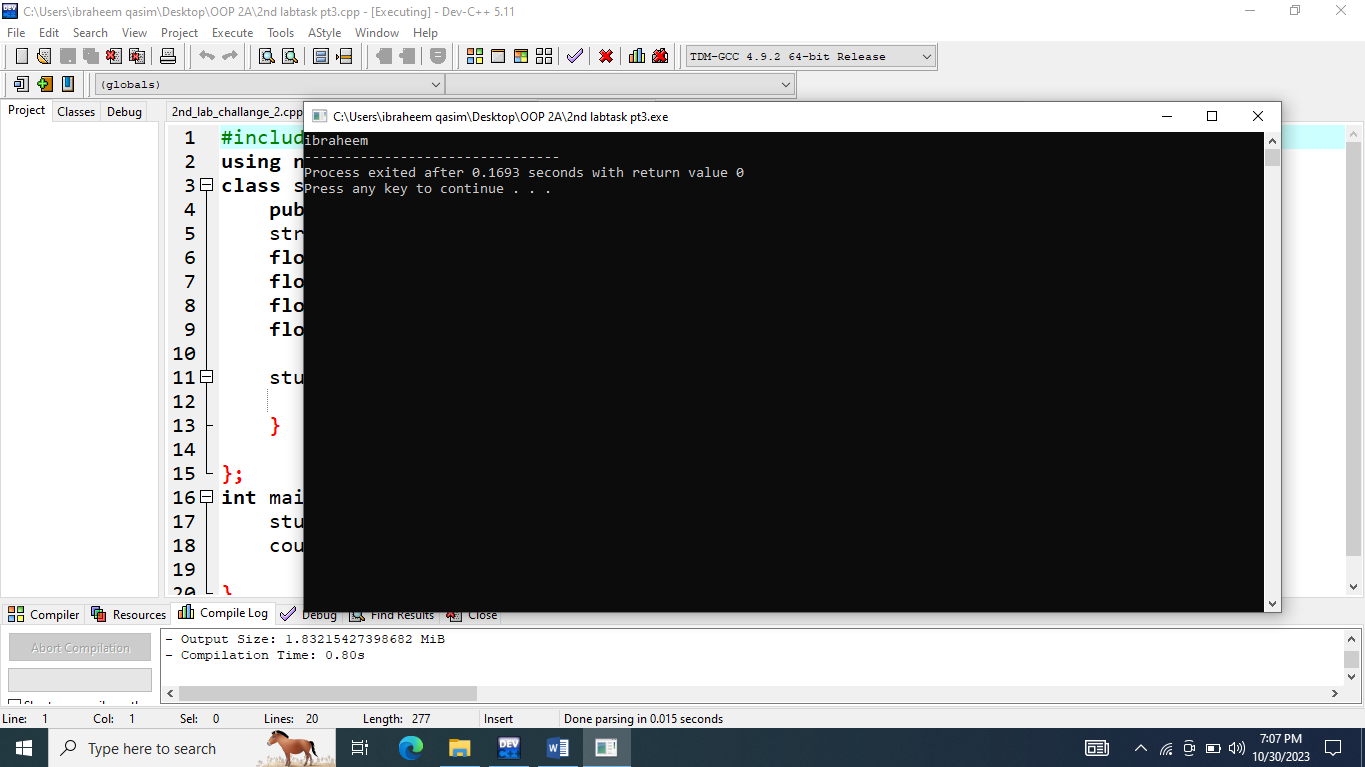 C:\Users\ibraheem qasim\Desktop\OOP 2A\2nd labtask pt3.cpp - [Executing] - Dev-C++ 5.11
File Edit Search View Project Execute Tools AStyle Window Help
TDM-GCC 4.9.2 64-bit Release
(globals)
Project Classes Debug 2nd_lab_challange_2.cpp
C:\Users\ibraheem qasim\Desktop\OOP 2A\2nd labtask pt3.exe
ibraheem
--------------------------------
Process exited after 0.1693 seconds with return value 0
Press any key to continue . . .
1 #includ
2 using n
3 class s
4 pub
5 str
6 flo
7 flo
8 flo
9 flo
10
11 stu
12
13 }
14
15 };
16 int mai
17 stu
18 cou
19
20 }
Compiler Resources Compile Log Debug Find Results Close
Abort Compilation
- Output Size: 1.83215427398682 MiB
- Compilation Time: 0.80s
Line: 1 Col: 1 Sel: 0 Lines: 20 Length: 277 Insert Done parsing in 0.015 seconds
Type here to search
DEV
7:07 PM
10/30/2023